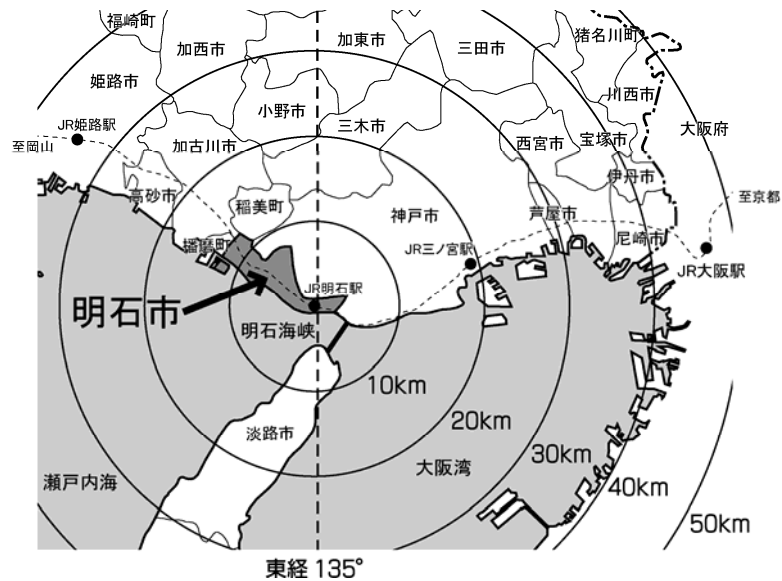 福崎町
加西市
加東市
三田市
猪名川町
姫路市
川西市
小野市
JR姫路駅
三木市
大阪府
至岡山
加古川市
西宮市
宝塚市
伊丹市
高砂市
稲美町
神戸市
芦屋市
至京都
播磨町
JR三ノ宮駅
尼崎市
JR大阪駅
明石市
JR明石駅
明石海峡
10km
20km
淡路市
30km
大阪湾
瀬戸内海
40km
50km
東経 135°